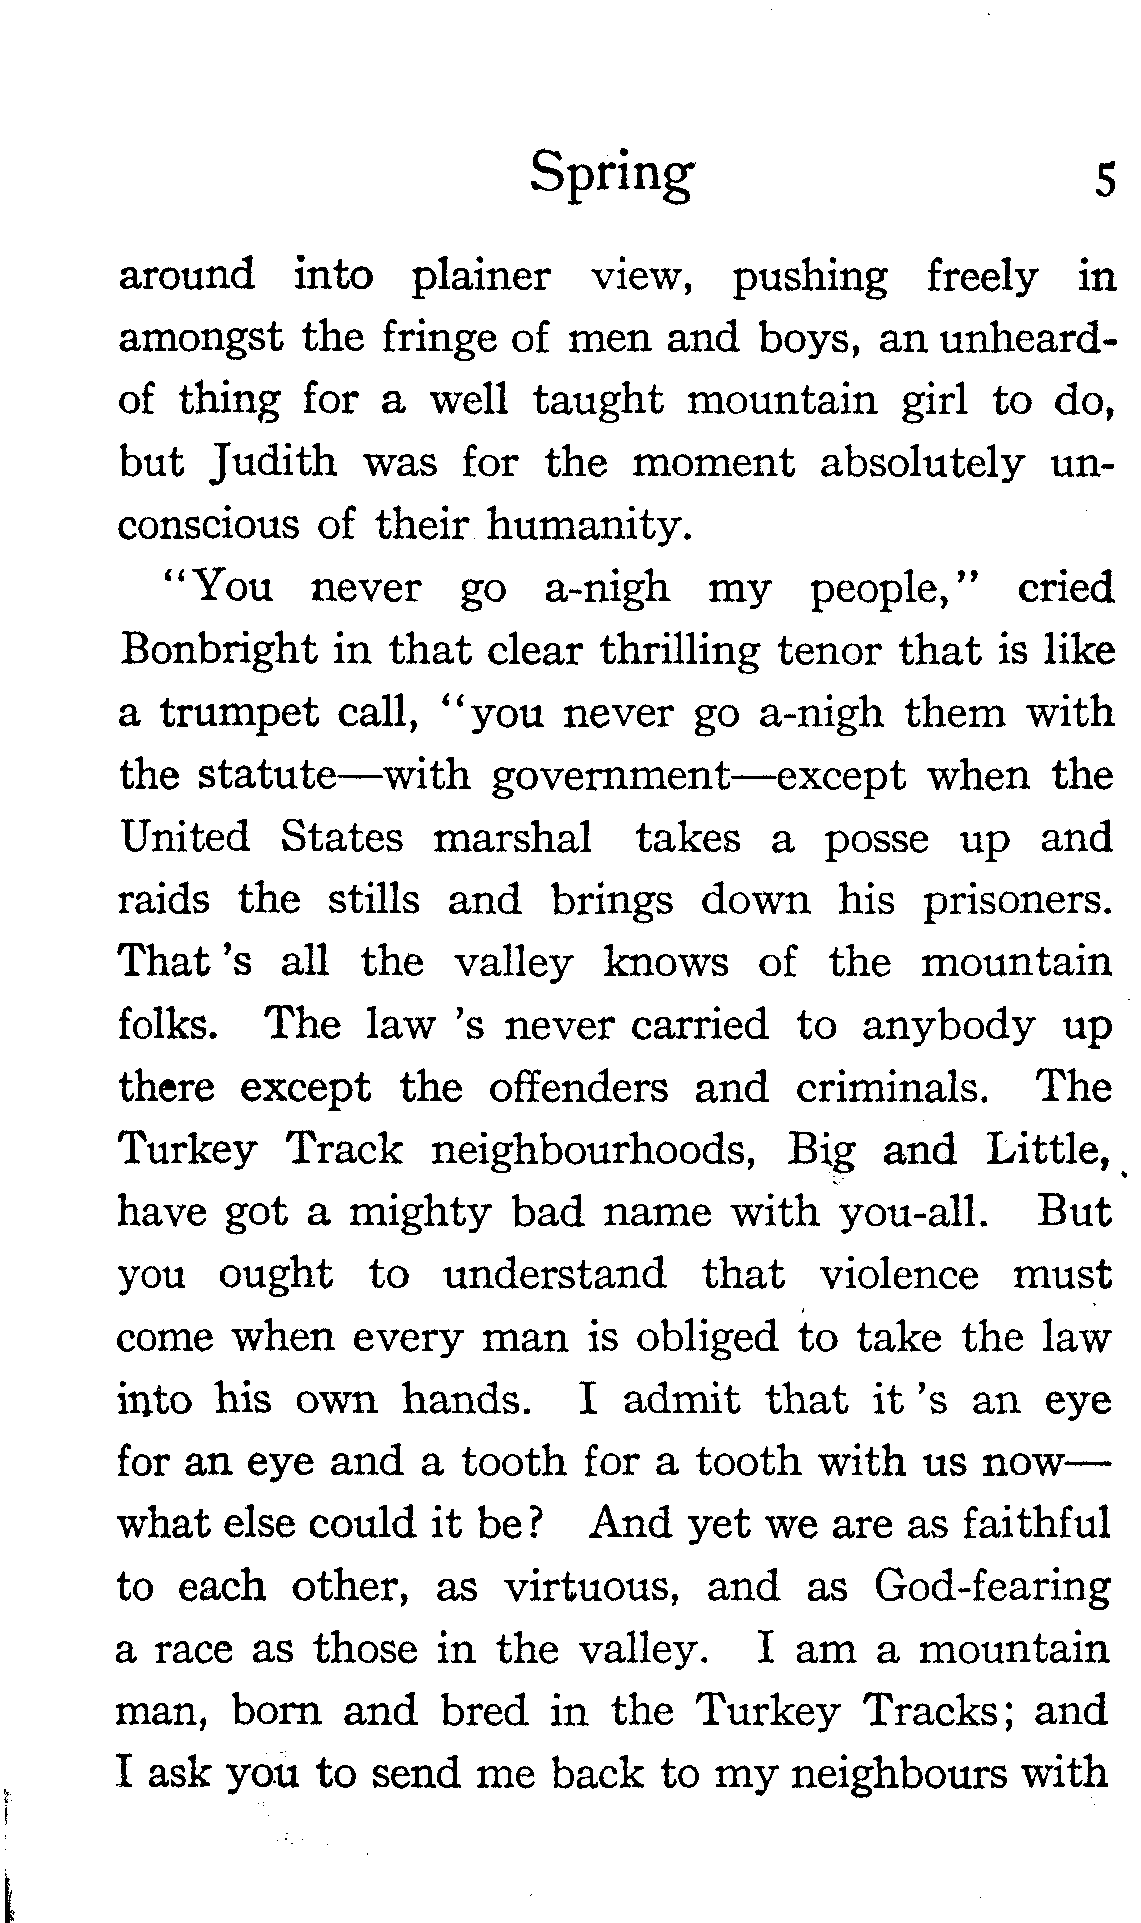 Spring 5
around into plainer view, pushing freely in
amongst the fringe of men and boys, an unheard-
of thing for a well taught mountain girl to do,
but Judith was for the moment absolutely un-
conscious of their humanity.
"You never go a-nigh my people," cried
Bonbright in that clear thrilling tenor that is like
a trumpet call, "you never go a-nigh them with
the statute—with government—except when the
United States marshal takes a posse up and
raids the stills and brings down his prisoners.
That 's all the valley knows of the mountain
folks. The law 's never carried to anybody up
there except the offenders and criminals. The
Turkey Track neighbourhoods, Big and Little,
have got a mighty bad name with you-all. But
you ought to understand that violence must
come when every man is obliged to take the law
into his own hands. I admit that it 's an eye
for an eye and a tooth for a tooth with us now—
what else could it be? And yet we are as faithful
to each other, as virtuous, and as God-fearing
a race as those in the valley. I am a mountain
man, born and bred in the Turkey Tracks; and
I ask you to send me back to my neighbours with